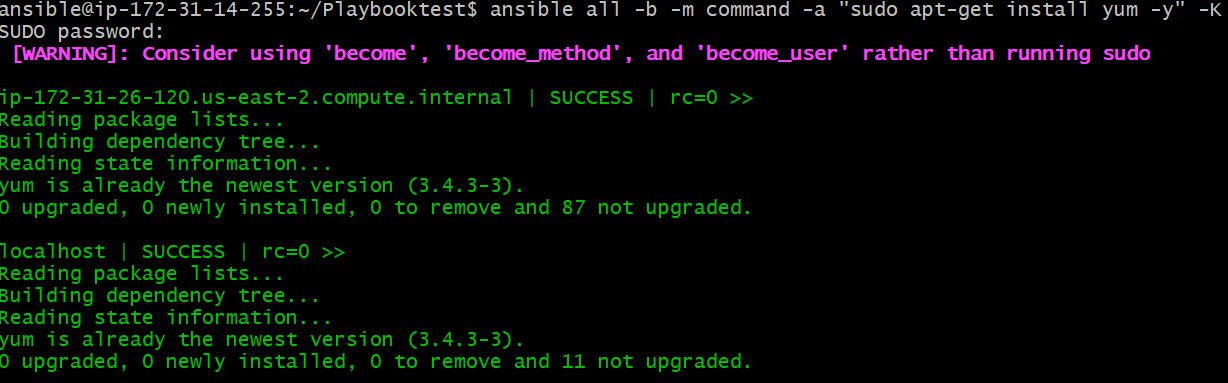 ansible@ip-172-31-14-255:~/Playbooktest$ ansible all -b -m command -a "sudo apt-get install yum -y" -K
SUDO password:
[WARNING]: Consider using 'become', 'become_method', and 'become_user' rather than running sudo
ip-172-31-26-120.us-east-2.compute.internal | SUCCESS | rc=0 >>
Reading package lists...
Building dependency tree...
Reading state information...
yum is already the newest version (3.4.3-3).
0 upgraded, 0 newly installed, 0 to remove and 87 not upgraded.
localhost | SUCCESS | rc=0 >>
Reading package lists...
Building dependency tree...
Reading state information...
yum is already the newest version (3.4.3-3).
0 upgraded, 0 newly installed, 0 to remove and 11 not upgraded.